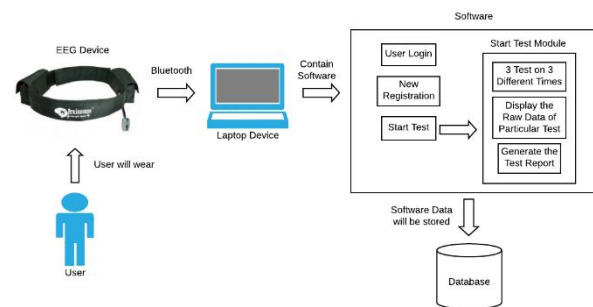 Software
EEG Device
Bluetooth
Contain
Software
User Login
New
Registration
Start Test
Start Test Module
3 Test on 3
Different Times
Display the
Raw Data of
Particular Test
Generate the
Test Report
Laptop Device
User will wear
User
Software Data
will be stored
Database